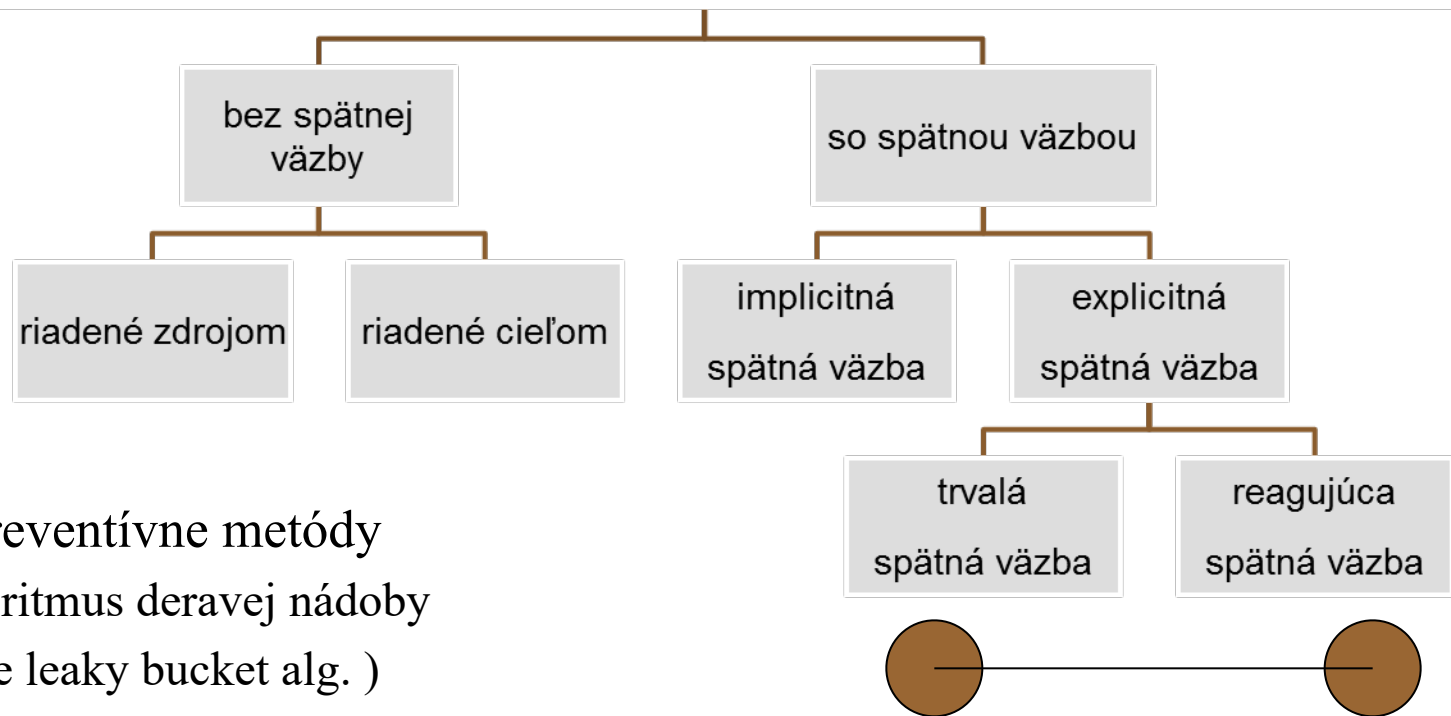 bez spätnej
väzby
so spätnou väzbou
riadené zdrojom
riadené cieľom
implicitná
spätná väzba
explicitná
spätná väzba
trvalá
spätná väzba
reagujúca
spätná väzba
reventívne metódy
ritmus deravej nádoby
e leaky bucket alg. )